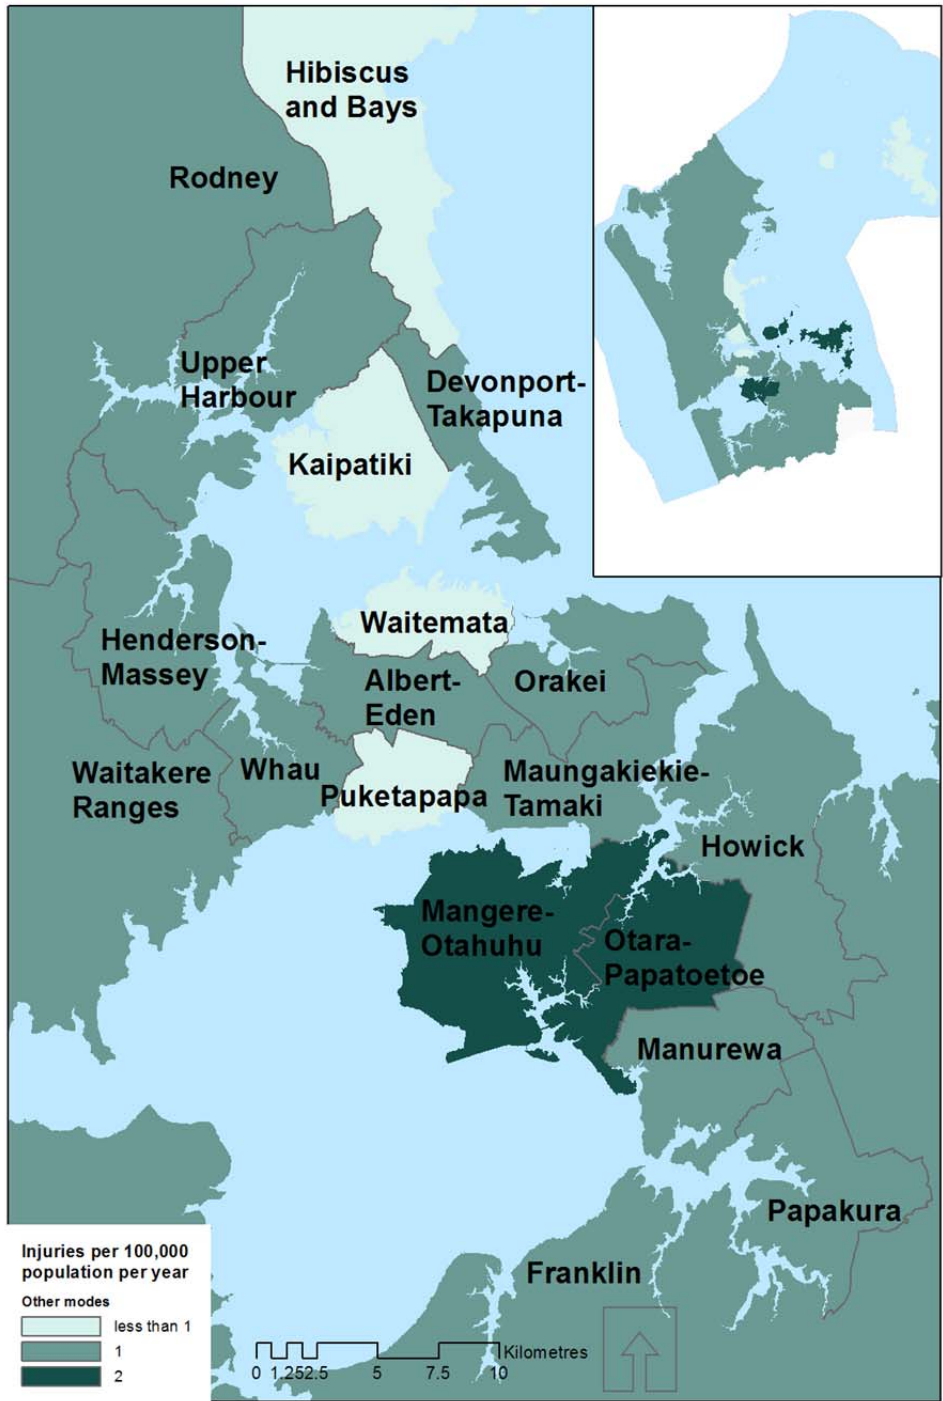 Hibiscus
and Bays
Rodney
Upper
Harbour
Devonport-
Takapuna
Kaipatiki
Waitemata
Henderson-
Massey
Albert-
Eden
Orakei
Waitakere
Ranges
Whau
Puketapapa
Maungakiekie-
Tamaki
Howick
Mangere-
Otahuhu
Otara-
Papatoetoe
Manurewa
Papakura
Franklin
Injuries per 100,000
population per year
Other modes
less than 1
1
2
Kilometres
0 1.252.5 5 7.5 10